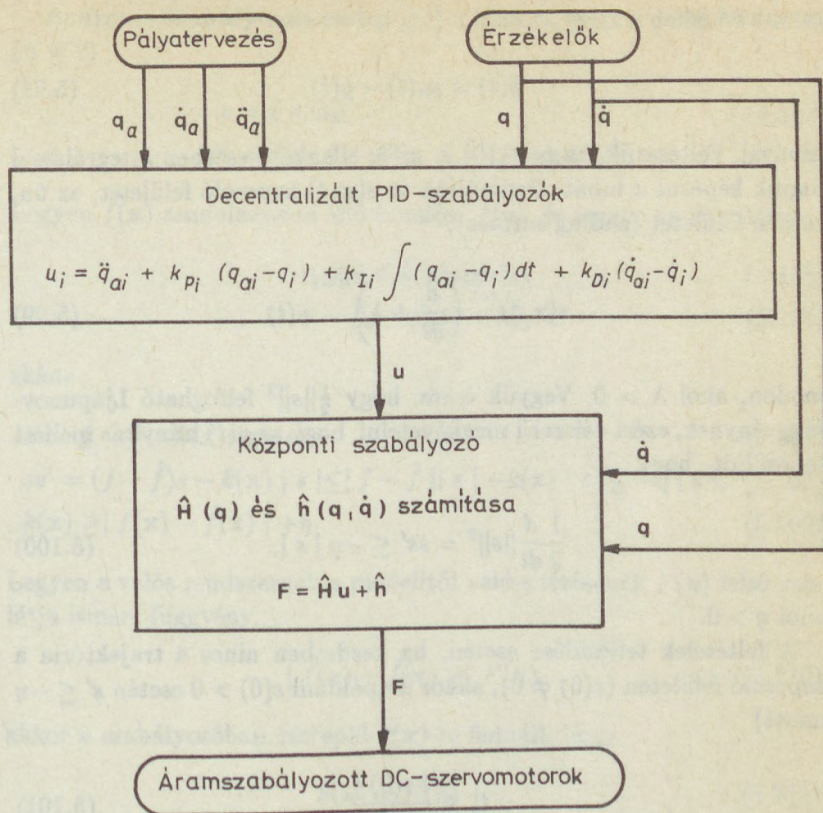 Pályatervezés
Érzékelők
q_a q̇_a q̈_a
q q̇
Decentralizált PID-szabályozók
u_i = q̈_ai + k_Pi (q_ai - q_i) + k_Ii ∫ (q_ai - q_i) dt + k_Di (q̇_ai - q̇_i)
u
Központi szabályozó
q̇
Ĥ (q) és ĥ (q, q̇) számítása
q
F = Ĥ u + ĥ
F
Áramszabályozott DC-szervomotorok